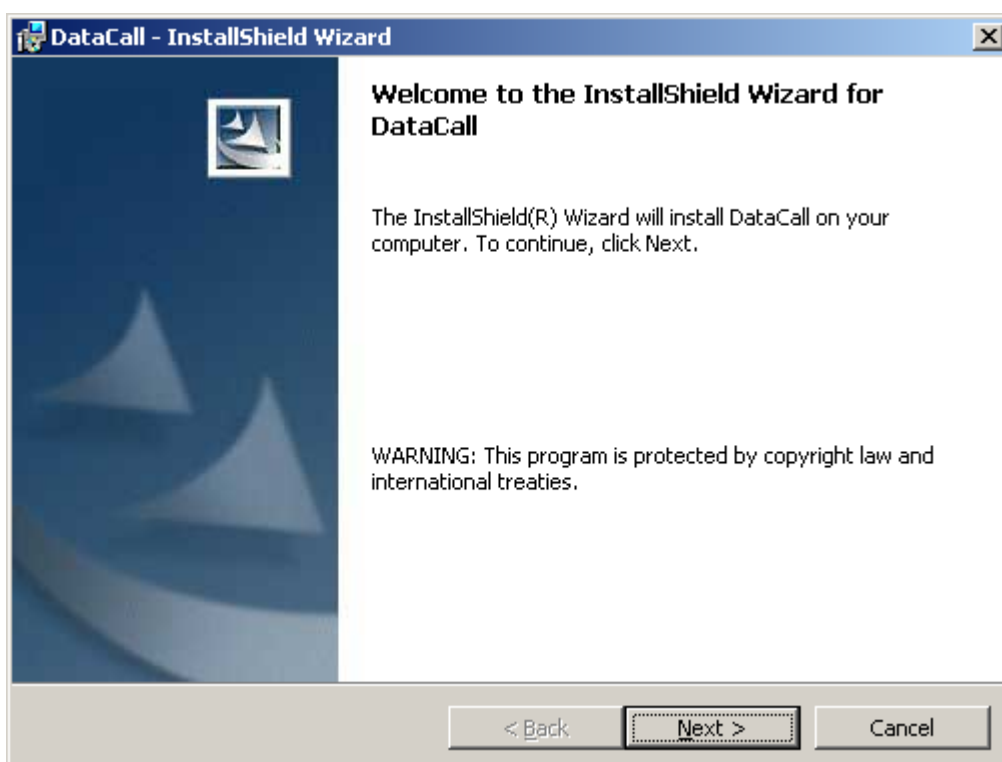 DataCall - InstallShield Wizard
Welcome to the InstallShield Wizard for
DataCall
The InstallShield(R) Wizard will install DataCall on your
computer. To continue, click Next.
WARNING: This program is protected by copyright law and
international treaties.
< Back
Next >
Cancel